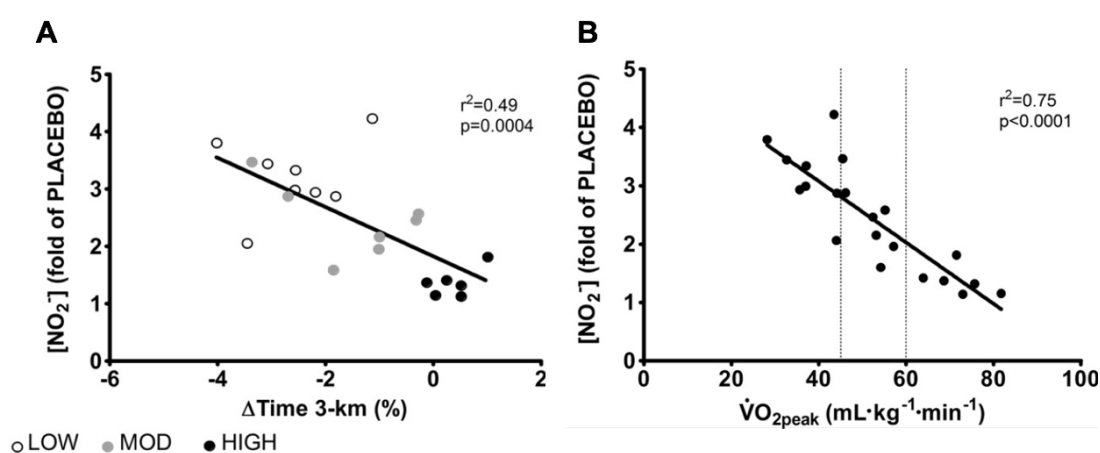 A
[NO₂⁻] (fold of PLACEBO)
5
4
3
2
1
0
r²=0.49
p=0.0004
-6
-4
-2
0
2
ΔTime 3-km (%)
LOW
MOD
HIGH
B
[NO₂⁻] (fold of PLACEBO)
5
4
3
2
1
0
r²=0.75
p<0.0001
0
20
40
60
80
100
V̇O₂peak (mL·kg⁻¹·min⁻¹)